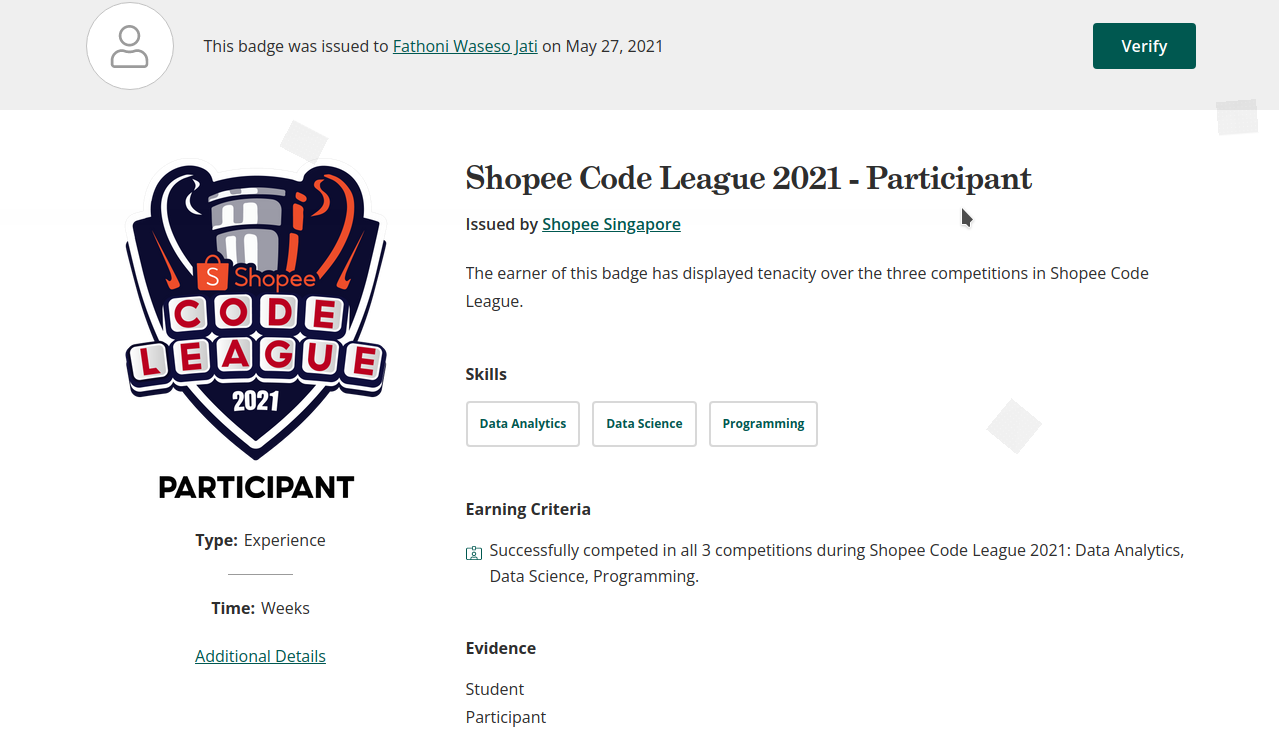 This badge was issued to Fathoni Waseso Jati on May 27, 2021
Verify
S Shopee
CODE
LEAGUE
2021
PARTICIPANT
Type: Experience
Time: Weeks
Additional Details
Shopee Code League 2021 - Participant
Issued by Shopee Singapore
The earner of this badge has displayed tenacity over the three competitions in Shopee Code
League.
Skills
Data Analytics Data Science Programming
Earning Criteria
Successfully competed in all 3 competitions during Shopee Code League 2021: Data Analytics,
Data Science, Programming.
Evidence
Student
Participant